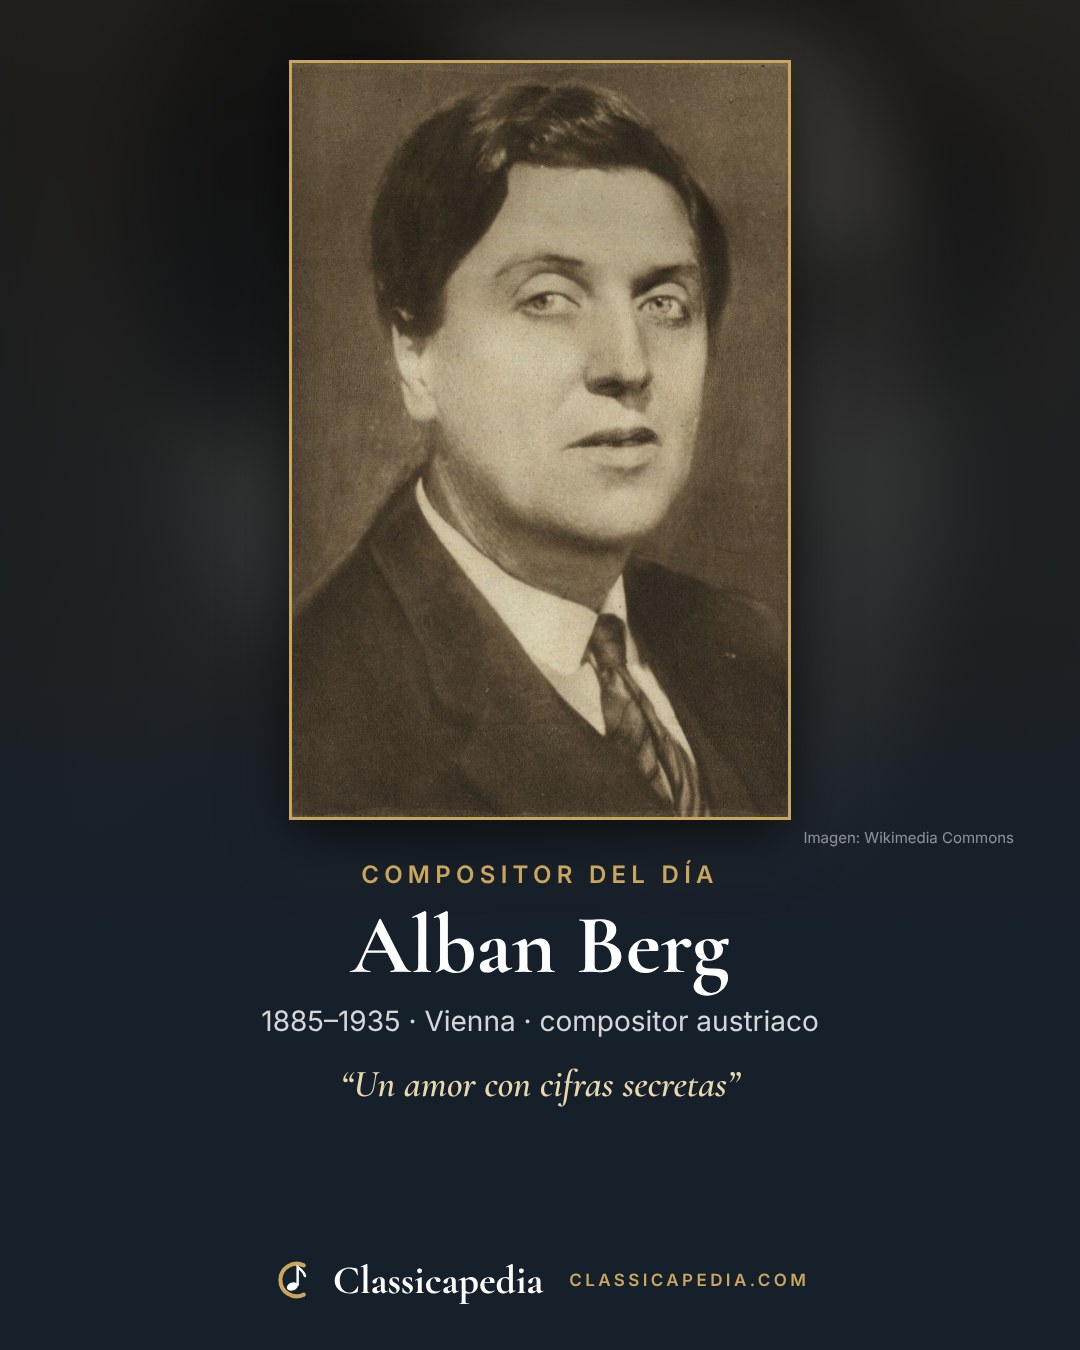 Imagen: Wikimedia Commons
COMPOSITOR DEL DÍA
Alban Berg
1885–1935 · Vienna · compositor austriaco
“Un amor con cifras secretas”
Classicapedia CLASSICAPEDIA.COM